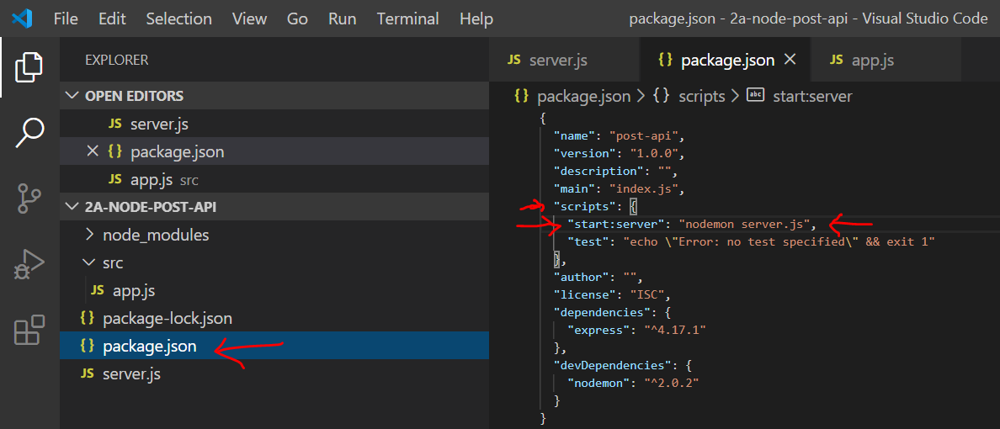 File Edit Selection View Go Run Terminal Help package.json - 2a-node-post-api - Visual Studio Code
EXPLORER
OPEN EDITORS
JS server.js
{} package.json
JS app.js src
2A-NODE-POST-API
node_modules
src
JS app.js
{} package-lock.json
{} package.json
JS server.js
JS server.js {} package.json JS app.js
{} package.json > {} scripts > abc start:server
{
"name": "post-api",
"version": "1.0.0",
"description": "",
"main": "index.js",
"scripts": {
"start:server": "nodemon server.js",
"test": "echo \"Error: no test specified\" && exit 1"
},
"author": "",
"license": "ISC",
"dependencies": {
"express": "^4.17.1"
},
"devDependencies": {
"nodemon": "^2.0.2"
}
}